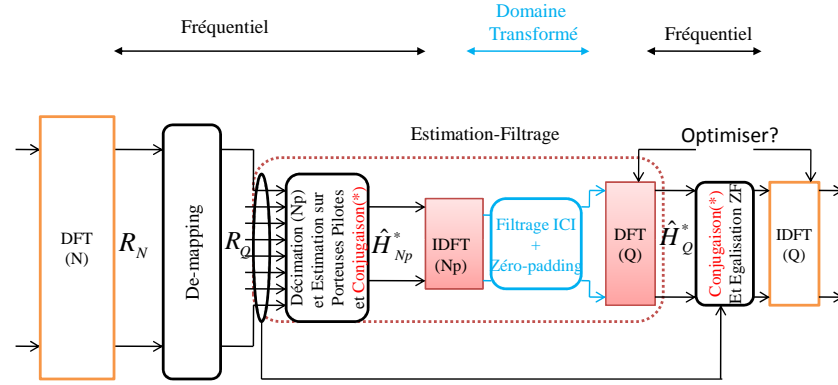 Fréquentiel
Domaine
Transformé
Fréquentiel
Estimation-Filtrage
Optimiser?
DFT
(N)
R_N
De-mapping
R_Q
Décimation (Np)
et Estimation sur
Porteuses Pilotes
et Conjugaison(*)
Ĥ*_Np
IDFT
(Np)
Filtrage ICI
+
Zéro-padding
DFT
(Q)
Ĥ*_Q
Conjugaison(*)
Et Egalisation ZF
IDFT
(Q)